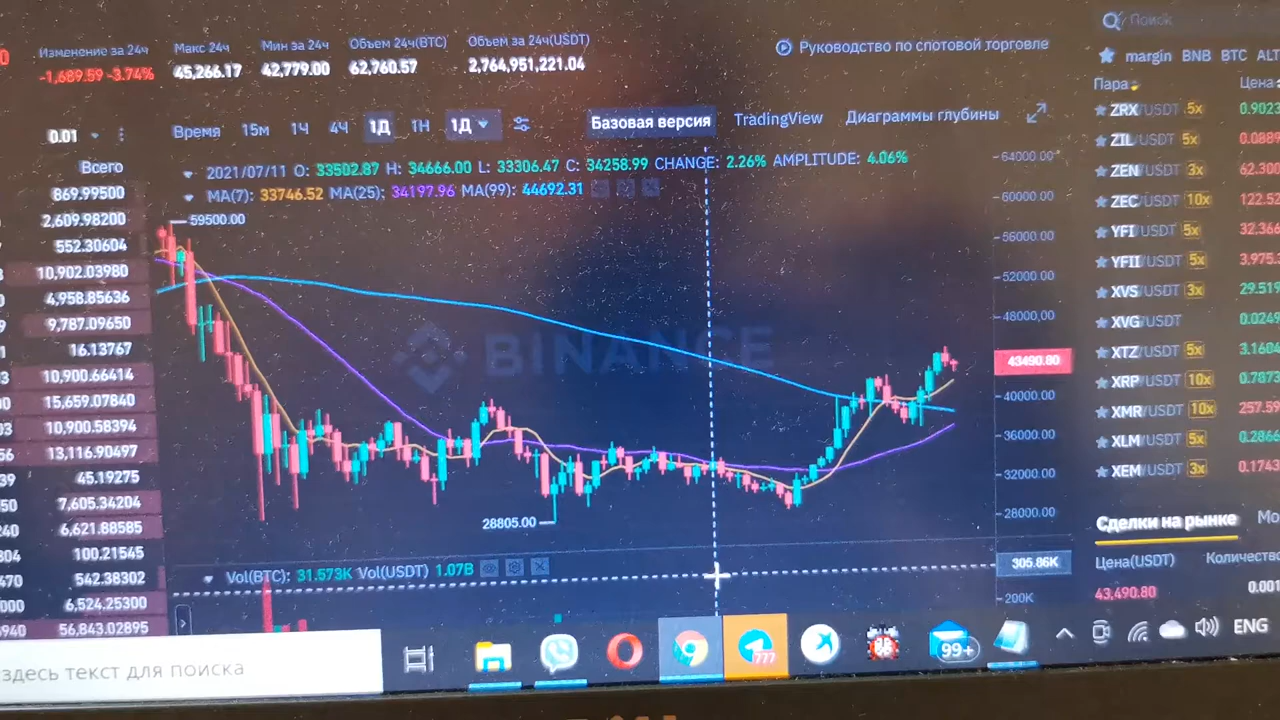 Изменение за 24ч Макс 24ч Мин за 24ч Объем 24ч(BTC) Объем за 24ч(USDT)
-1,689.59 -3.74% 45,266.17 42,779.00 62,760.57 2,764,951,221.04
Руководство по спотовой торговле
0.01
Время 15м 1Ч 4Ч 1Д 1Н 1Д
Базовая версия TradingView Диаграммы глубины
2021/07/11 O: 33502.87 H: 34666.00 L: 33306.47 C: 34258.99 CHANGE: 2.26% AMPLITUDE: 4.06%
MA(7): 33746.52 MA(25): 34197.96 MA(99): 44692.31
Всего
869.99500
2,609.98200
552.30604
10,902.03980
4,958.85636
9,787.09650
16.13767
10,900.66414
15,659.07840
10,900.58394
13,116.90497
45.19275
7,605.34204
6,621.88585
100.21545
542.38302
6,524.25300
56,843.02895
59500.00
BINANCE
28805.00
64000.00
60000.00
56000.00
52000.00
48000.00
43490.80
40000.00
36000.00
32000.00
28000.00
Vol(BTC): 31.573K Vol(USDT) 1.07B
305.86K
200K
Поиск
margin BNB BTC ALT
Пара Цена
ZRX/USDT 5x 0.902
ZIL/USDT 5x 0.088
ZEN/USDT 3x 62.30
ZEC/USDT 10x 122.52
YFI/USDT 5x 32,366
YFII/USDT 5x 3,975.
XVS/USDT 3x 29.519
XVG/USDT 0.0249
XTZ/USDT 5x 3.1604
XRP/USDT 10x 0.7873
XMR/USDT 10x 257.5
XLM/USDT 5x 0.2866
XEM/USDT 3x 0.1743
Сделки на рынке Мо
Цена(USDT) Количество
43,490.80 0.001
здесь текст для поиска
777
99+
ENG